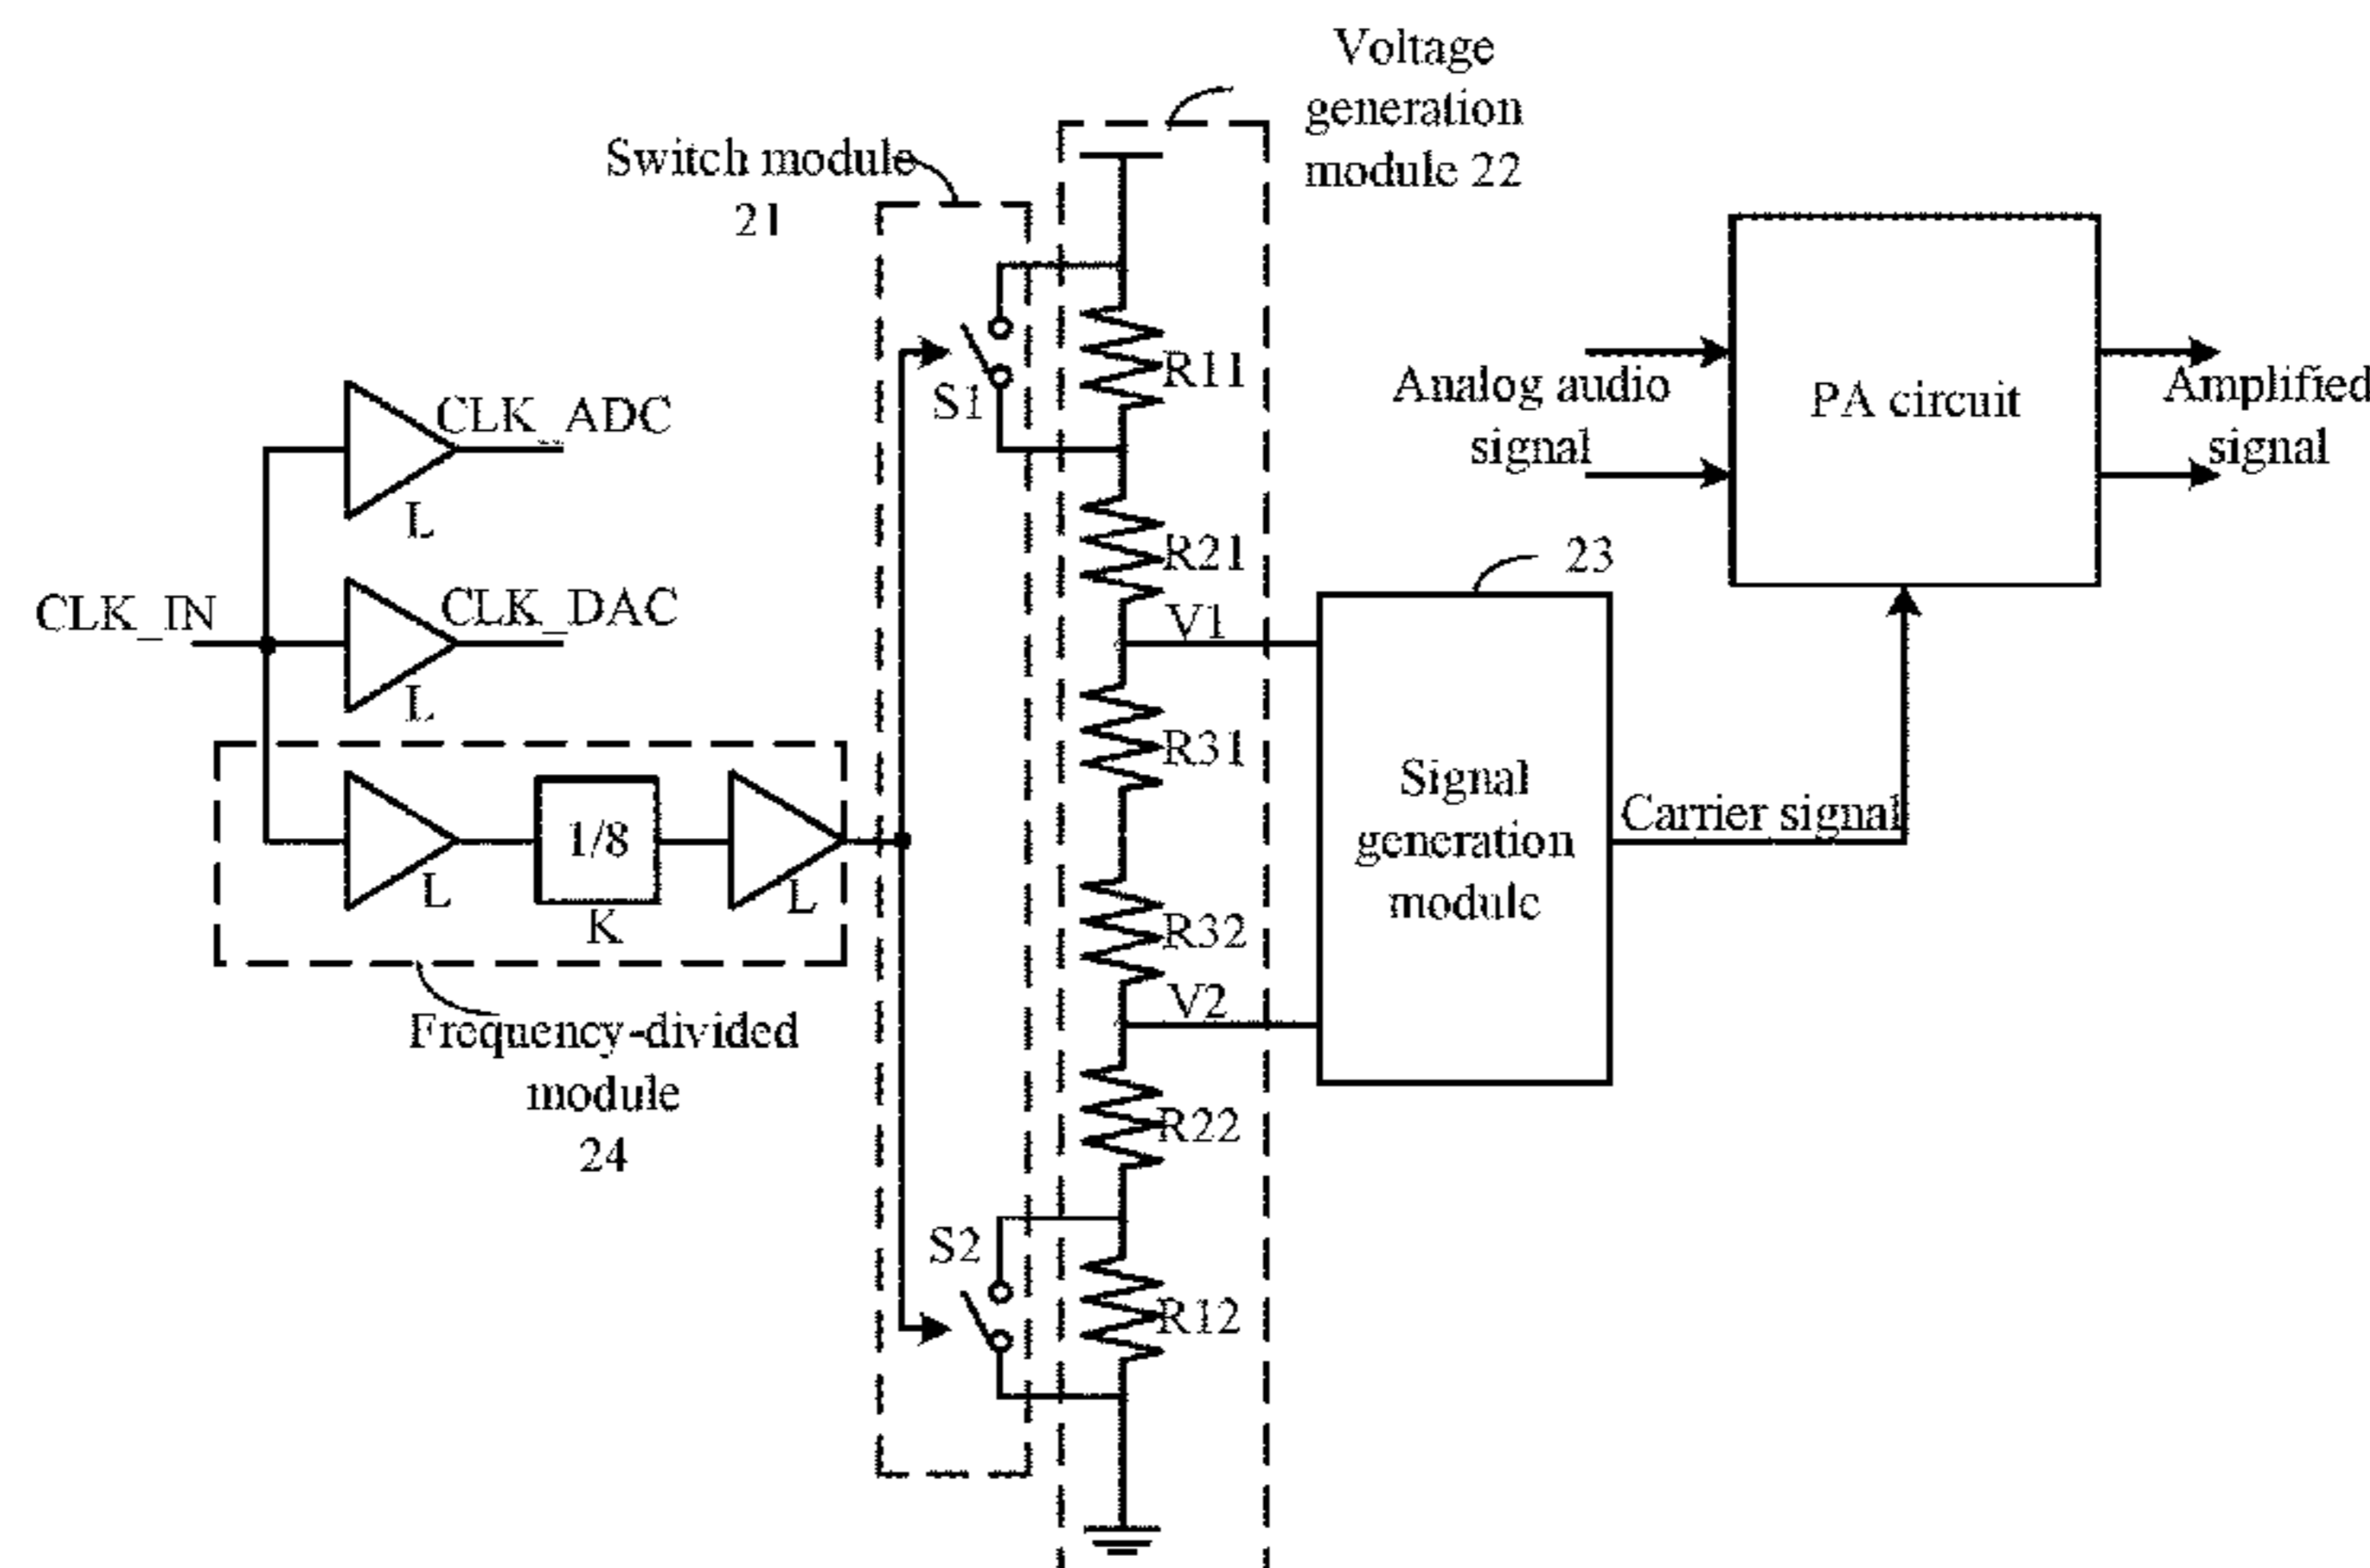 Voltage
generation
module 22
Switch module
21
R11
S1
Analog audio
signal
PA circuit
Amplified
signal
CLK_ADC
L
R21
23
CLK_IN
CLK_DAC
L
V1
R31
Signal
generation
module
Carrier signal
1/8
L
K
L
R32
V2
Frequency-divided
module
24
R22
S2
R12